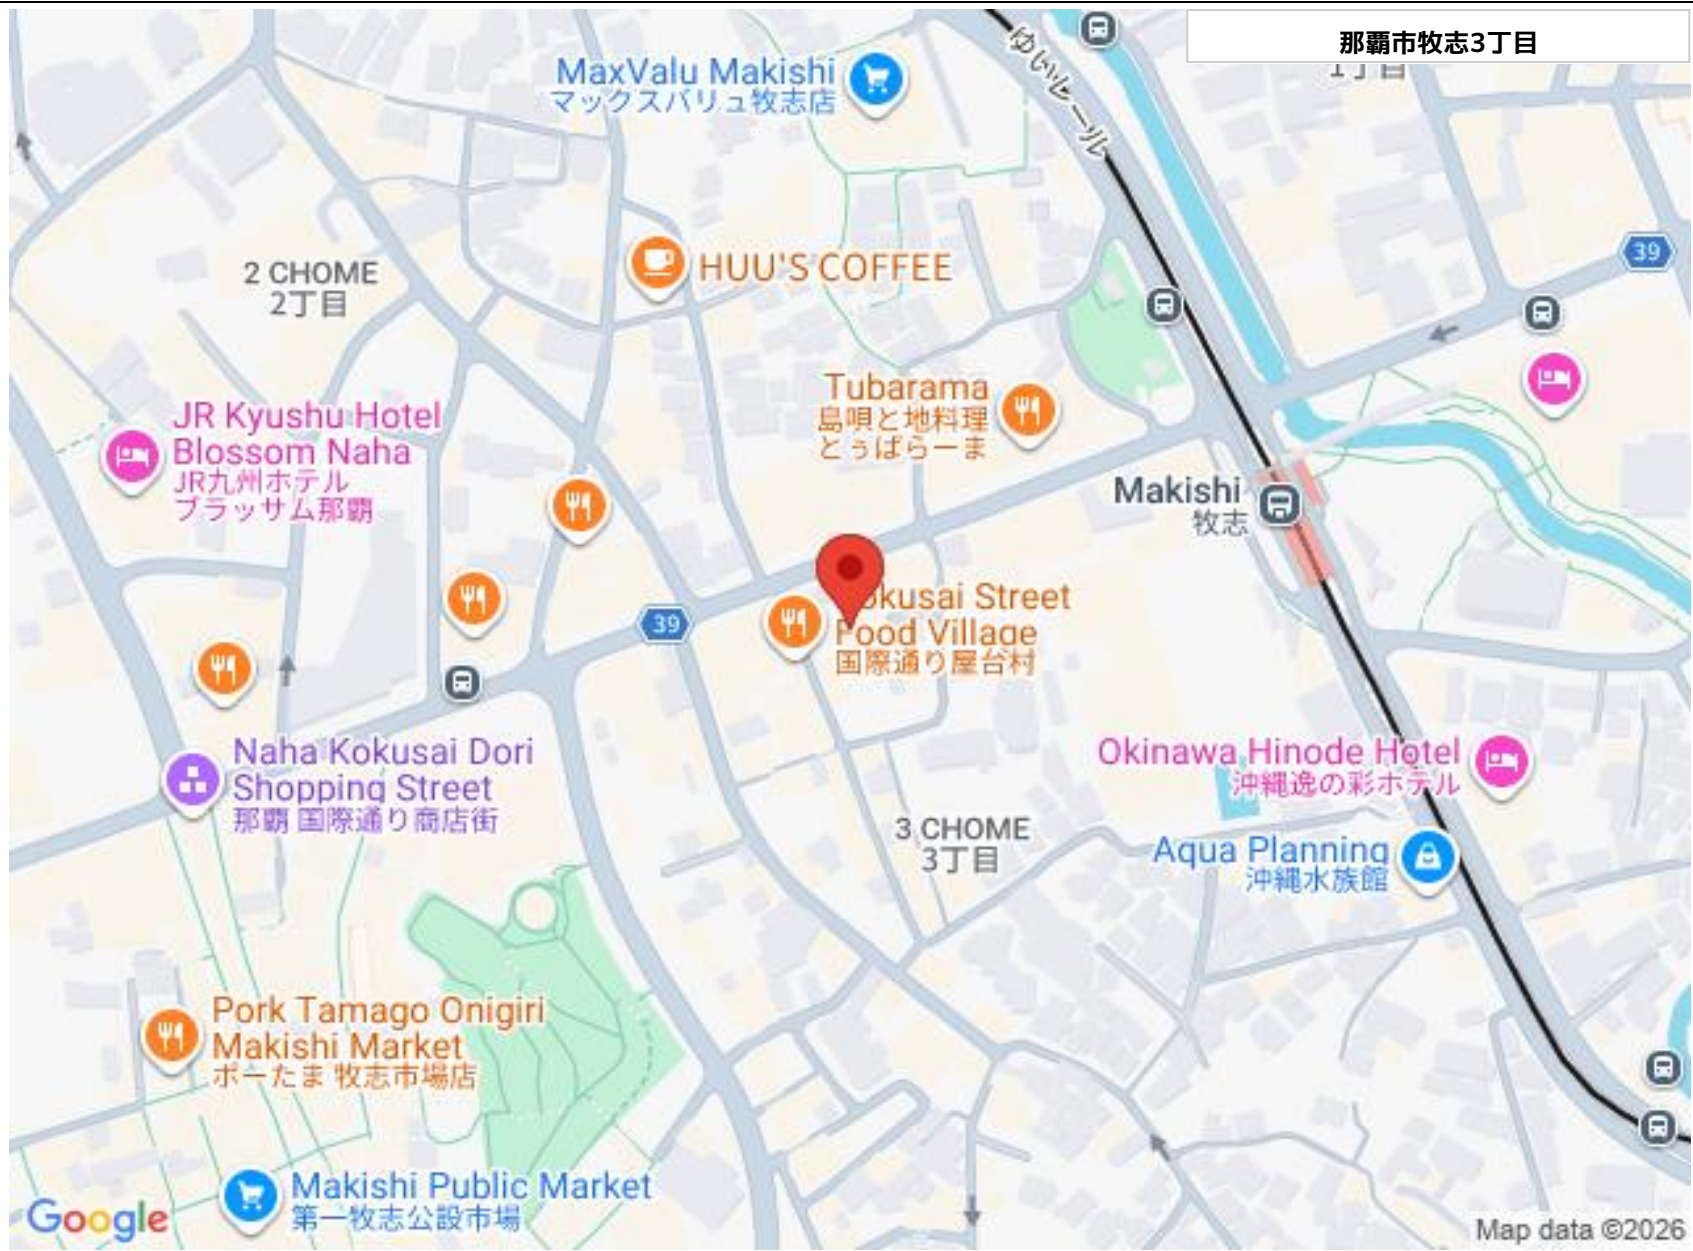 那覇市牧志3丁目
ゆいレール
MaxValu Makishi
マックスバリュ牧志店
39
2 CHOME
2丁目
HUU'S COFFEE
Tubarama
島唄と地料理
とぅばらーま
JR Kyushu Hotel
Blossom Naha
JR九州ホテル
ブラッサム那覇
Makishi
牧志
39
okusai Street
Food Village
国際通り屋台村
Naha Kokusai Dori
Shopping Street
那覇 国際通り商店街
Okinawa Hinode Hotel
沖縄逸の彩ホテル
3 CHOME
3丁目
Aqua Planning
沖縄水族館
Pork Tamago Onigiri
Makishi Market
ポーたま 牧志市場店
Makishi Public Market
第一牧志公設市場
Google
Map data ©2026